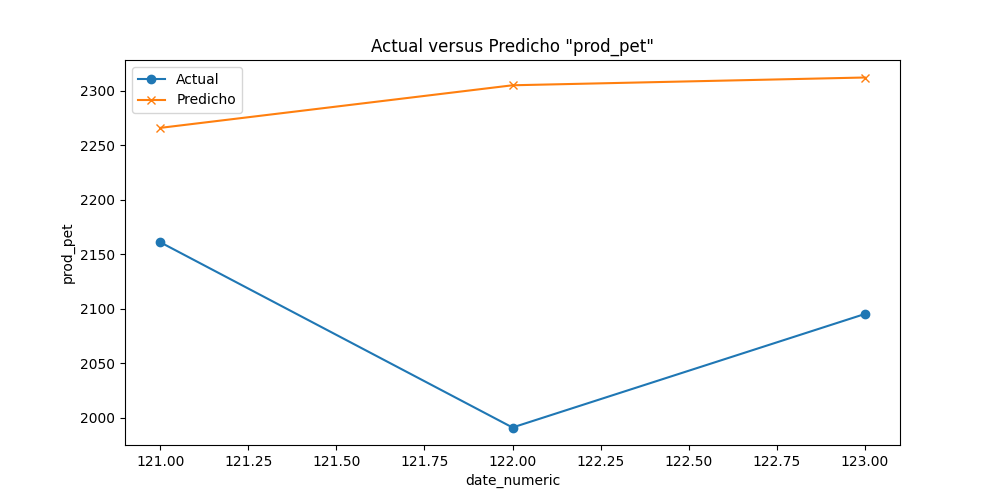 Actual versus Predicho "prod_pet"
Actual
Predicho
2300
2250
2200
2150
2100
2050
2000
prod_pet
121.00 121.25 121.50 121.75 122.00 122.25 122.50 122.75 123.00
date_numeric